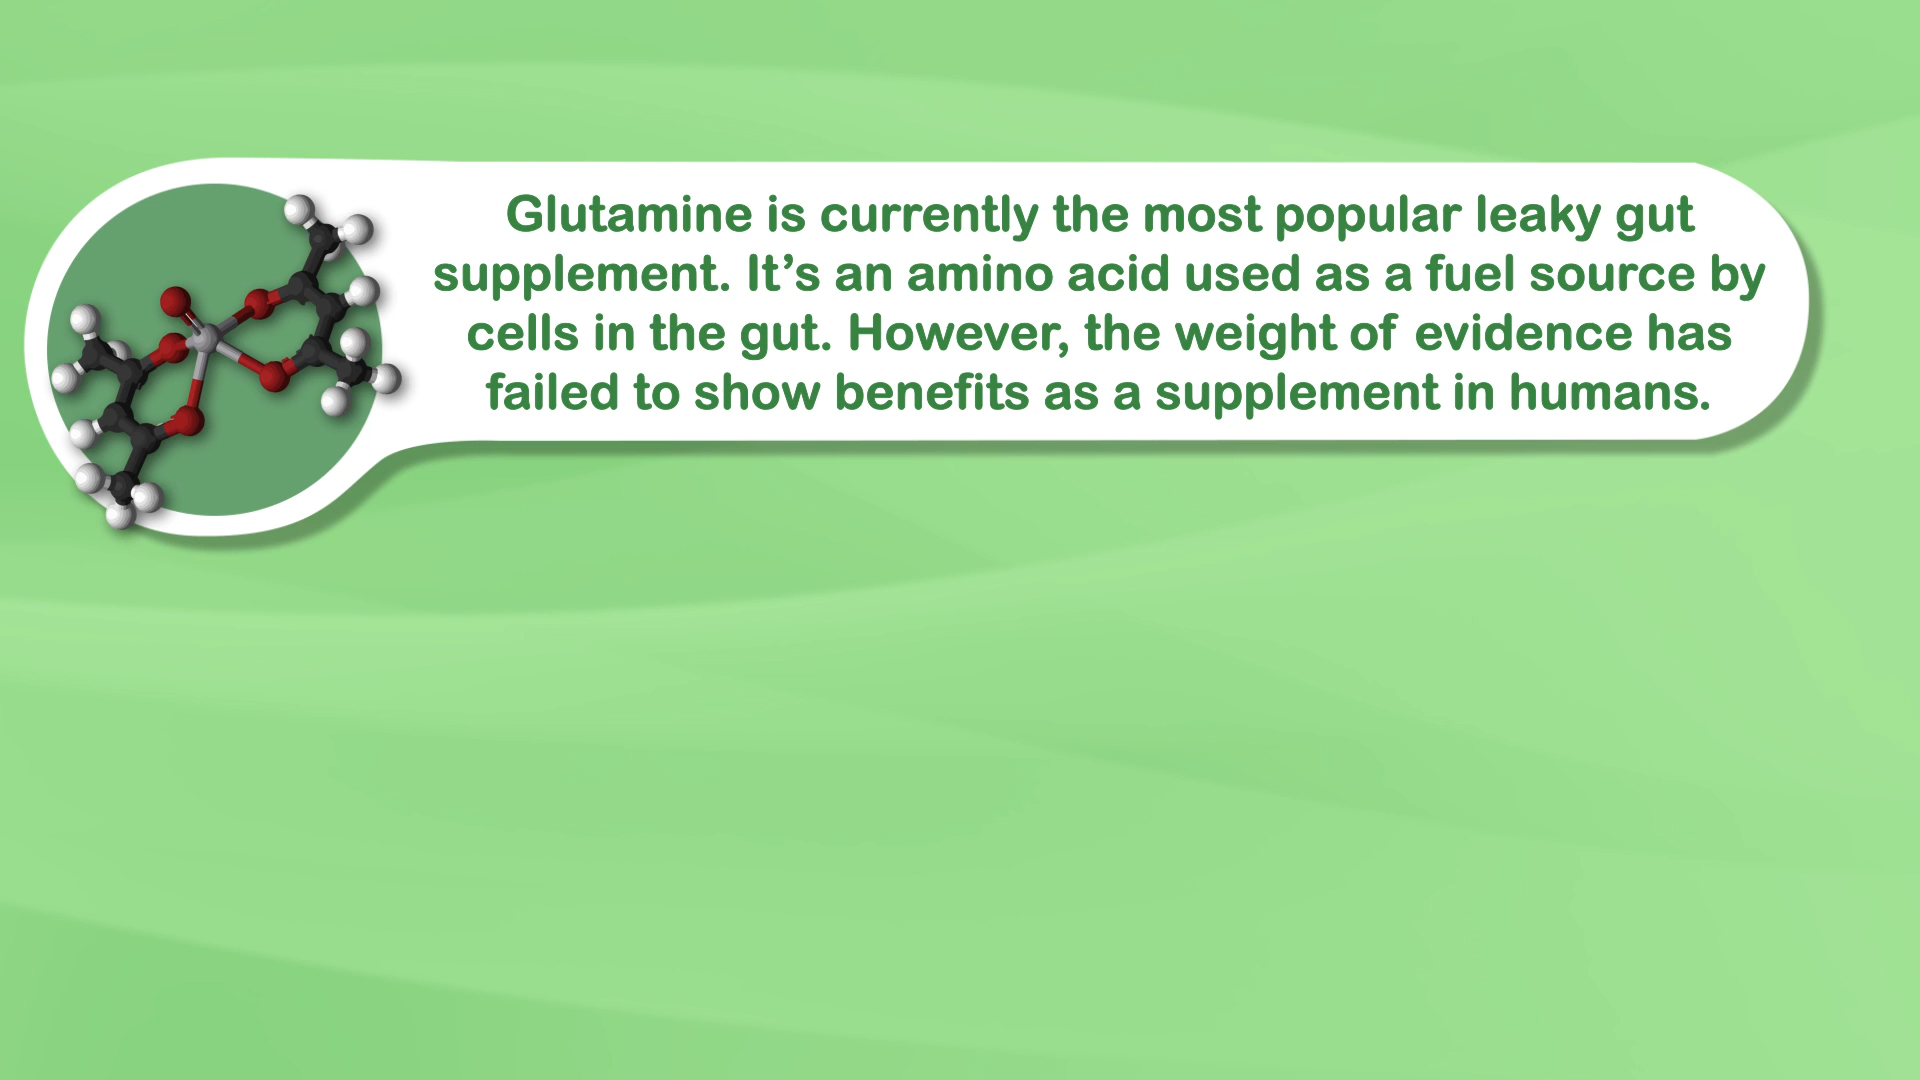 Glutamine is currently the most popular leaky gut
supplement. It’s an amino acid used as a fuel source by
cells in the gut. However, the weight of evidence has
failed to show benefits as a supplement in humans.